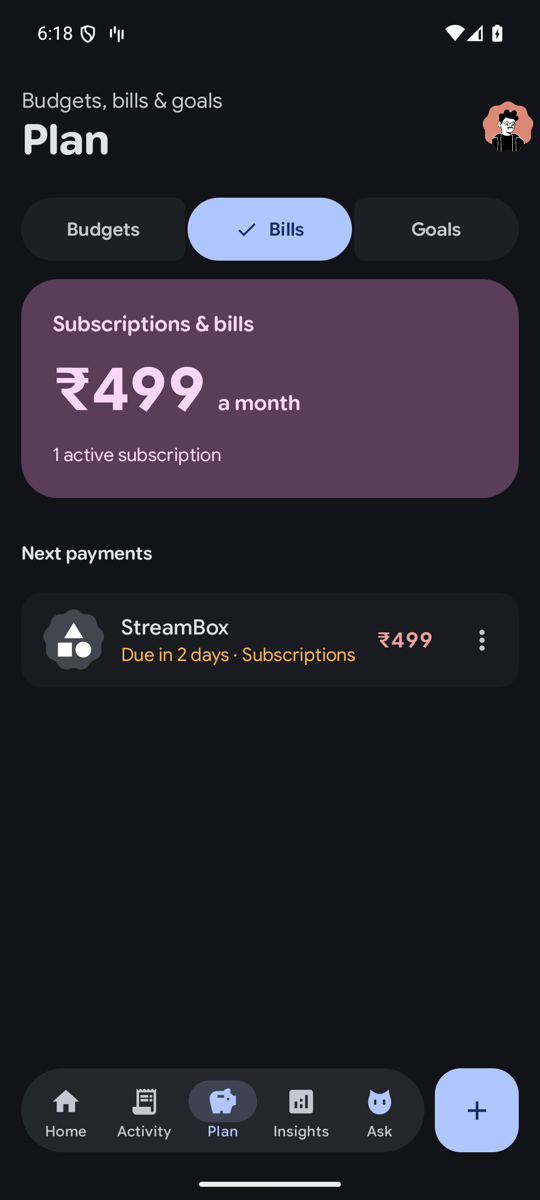 6:18
Budgets, bills & goals
Plan
Budgets
Bills
Goals
Subscriptions & bills
₹499 a month
1 active subscription
Next payments
StreamBox
₹499
Due in 2 days · Subscriptions
Home
Activity
Plan
Insights
Ask
+